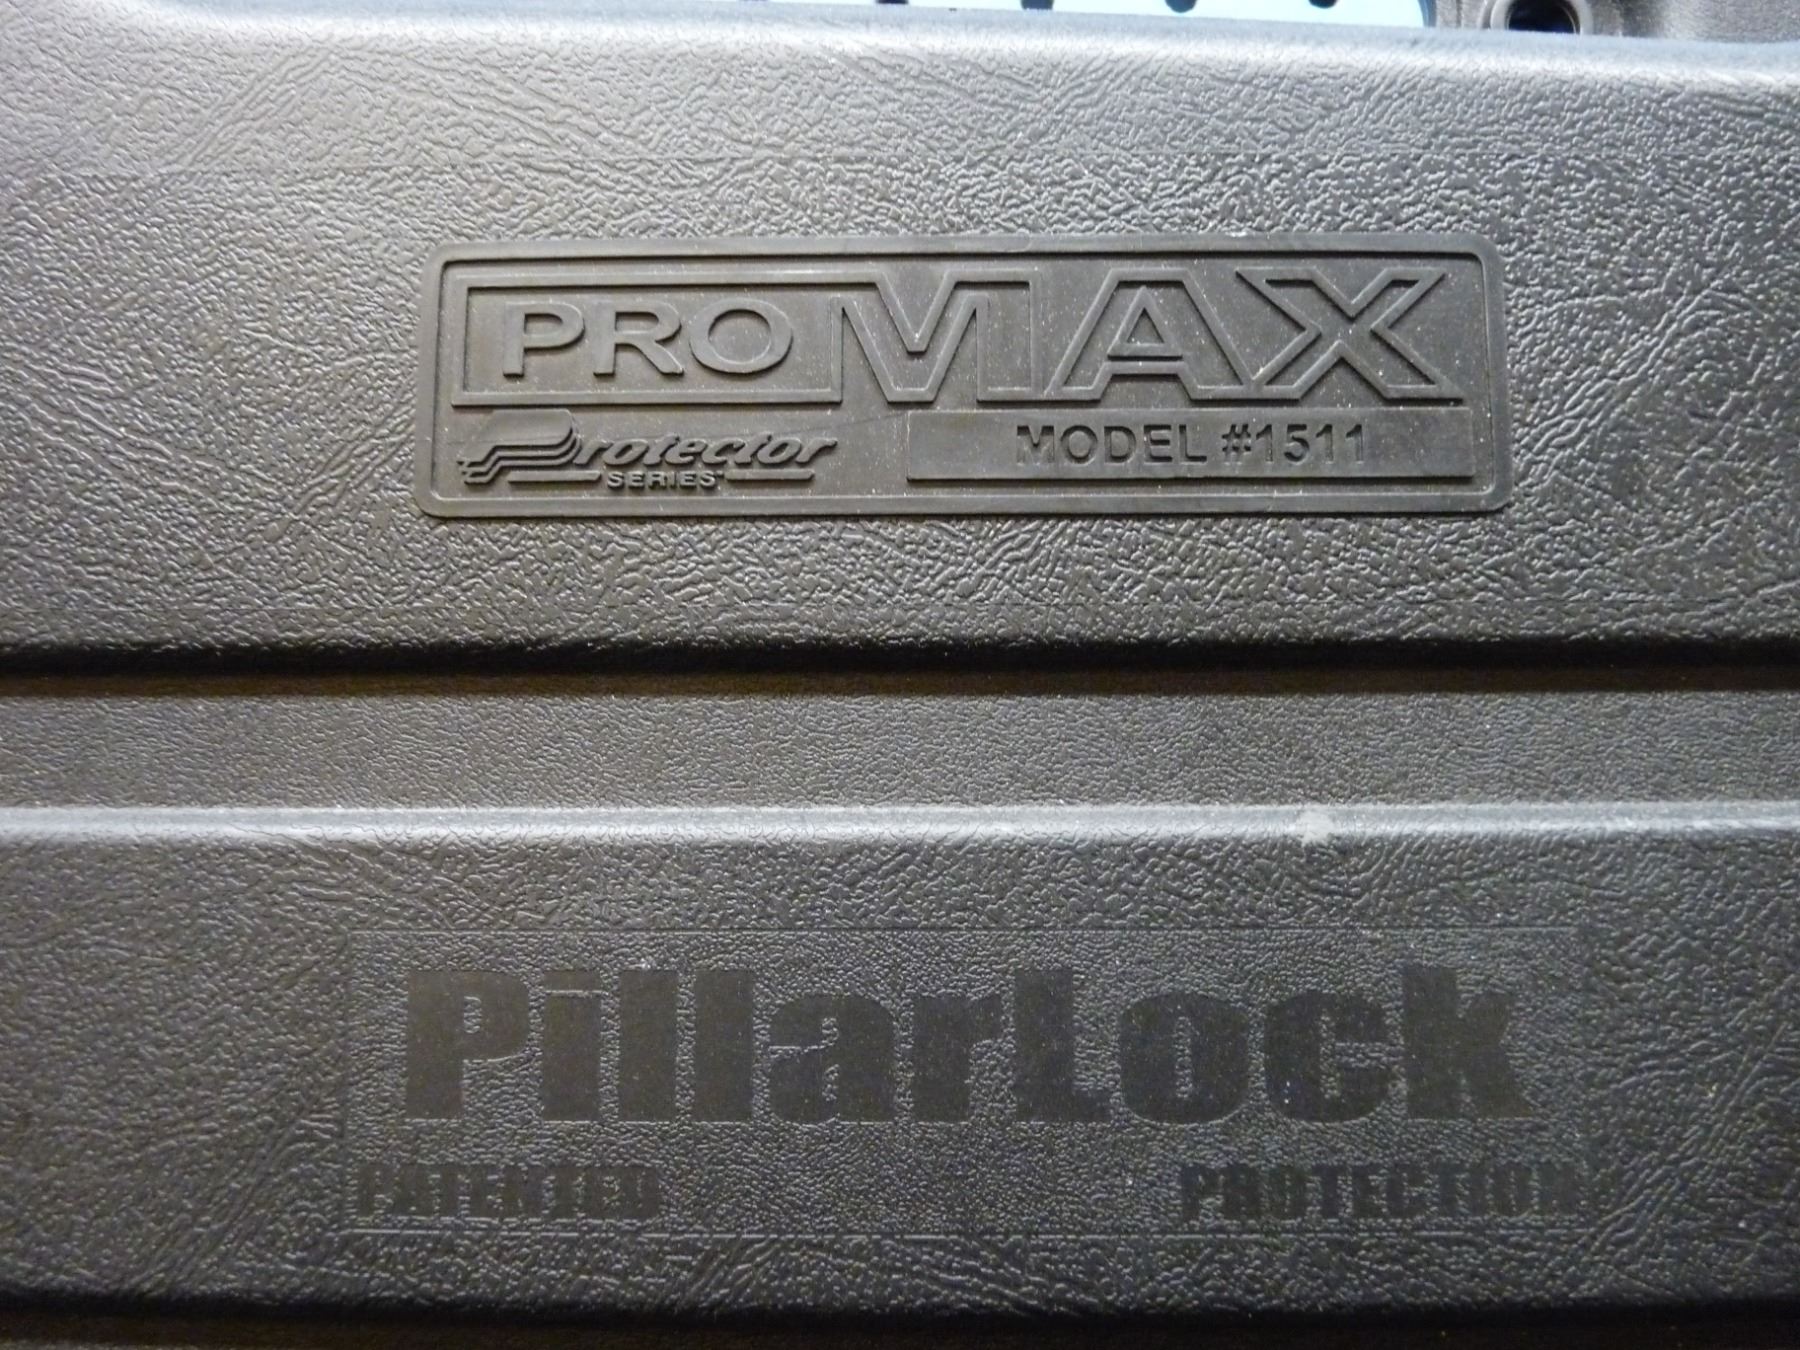 PROMAX
Protector
SERIES
MODEL #1511
PillarLock
PATENTED PROTECTION